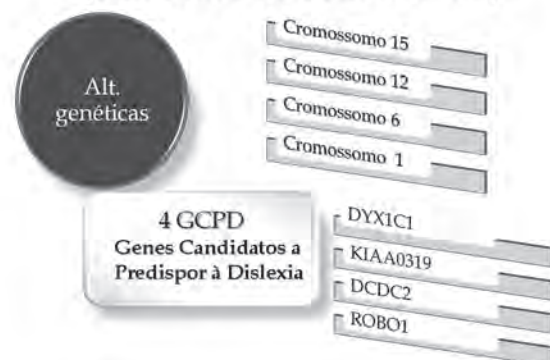 Alt.
genéticas
Cromossomo 15
Cromossomo 12
Cromossomo 6
Cromossomo 1
4 GCPD
Genes Candidatos a
Predispor à Dislexia
DYX1C1
KIAA0319
DCDC2
ROBO1